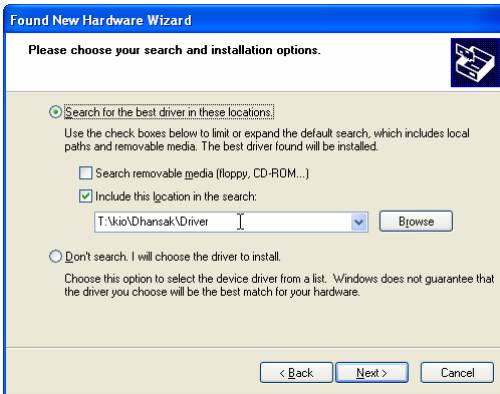 Found New Hardware Wizard
Please choose your search and installation options.
Search for the best driver in these locations.
Use the check boxes below to limit or expand the default search, which includes local
paths and removable media. The best driver found will be installed.
Search removable media (floppy, CD-ROM...)
Include this location in the search:
T:\kio\Dhansak\Driver
Browse
Don't search. I will choose the driver to install.
Choose this option to select the device driver from a list. Windows does not guarantee that
the driver you choose will be the best match for your hardware.
< Back
Next >
Cancel